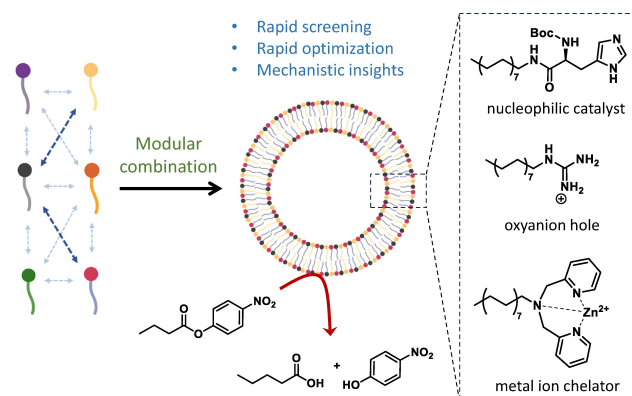 • Rapid screening
• Rapid optimization
• Mechanistic insights
Modular
combination
Boc
NH
H
N
7
O
N
N
H
nucleophilic catalyst
H
N
NH₂
7
NH₂
⊕
oxyanion hole
N
7
N
Zn²⁺
N
metal ion chelator
O
O
NO₂
O
OH
+
HO
NO₂